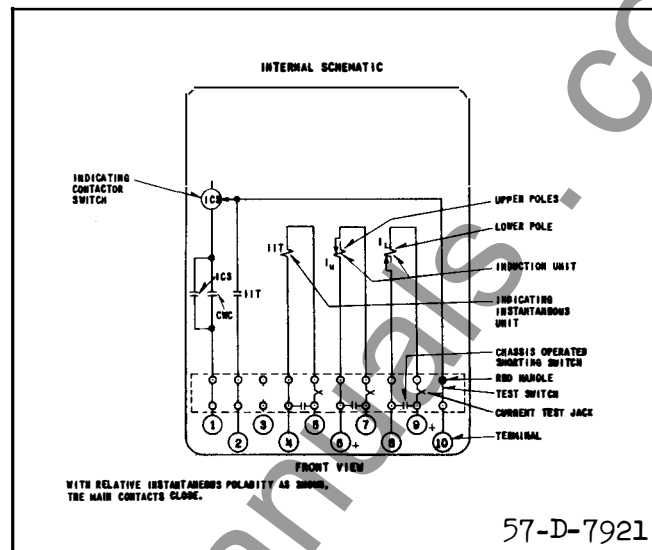 INTERNAL SCHEMATIC
INDICATING
CONTACTOR
SWITCH
ICS
UPPER POLES
LOWER POLE
IIT
IU
IL
INDUCTION UNIT
ICS
CWC
IIT
INDICATING
INSTANTANEOUS
UNIT
CHASSIS OPERATED
SHORTING SWITCH
RED HANDLE
TEST SWITCH
CURRENT TEST JACK
1
2
3
4
5
6 +
7
8
9 +
10
TERMINAL
FRONT VIEW
WITH RELATIVE INSTANTANEOUS POLARITY AS SHOWN,
THE MAIN CONTACTS CLOSE.
57-D-7921